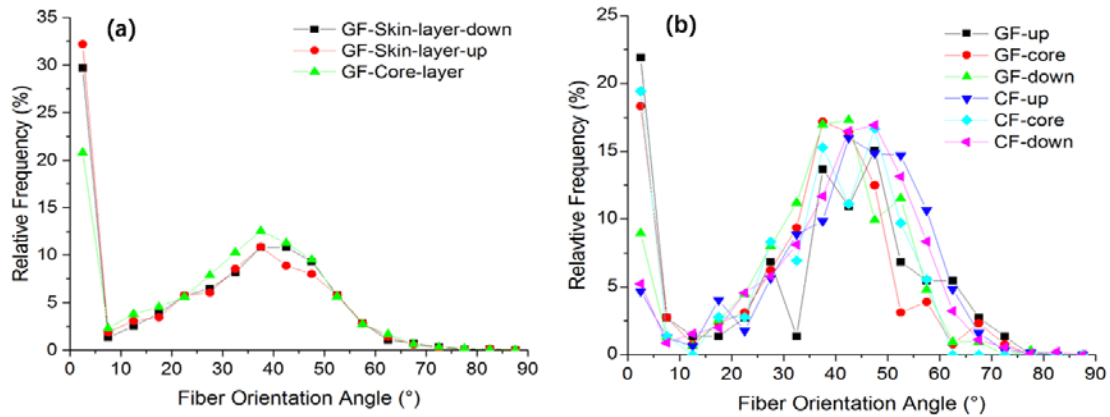 (a)
GF-Skin-layer-down
GF-Skin-layer-up
GF-Core-layer
Relative Frequency (%)
35
30
25
20
15
10
5
0
0 10 20 30 40 50 60 70 80 90
Fiber Orientation Angle (°)
(b)
GF-up
GF-core
GF-down
CF-up
CF-core
CF-down
Relavtive Frequency (%)
25
20
15
10
5
0
0 10 20 30 40 50 60 70 80 90
Fiber Orientation Angle (°)